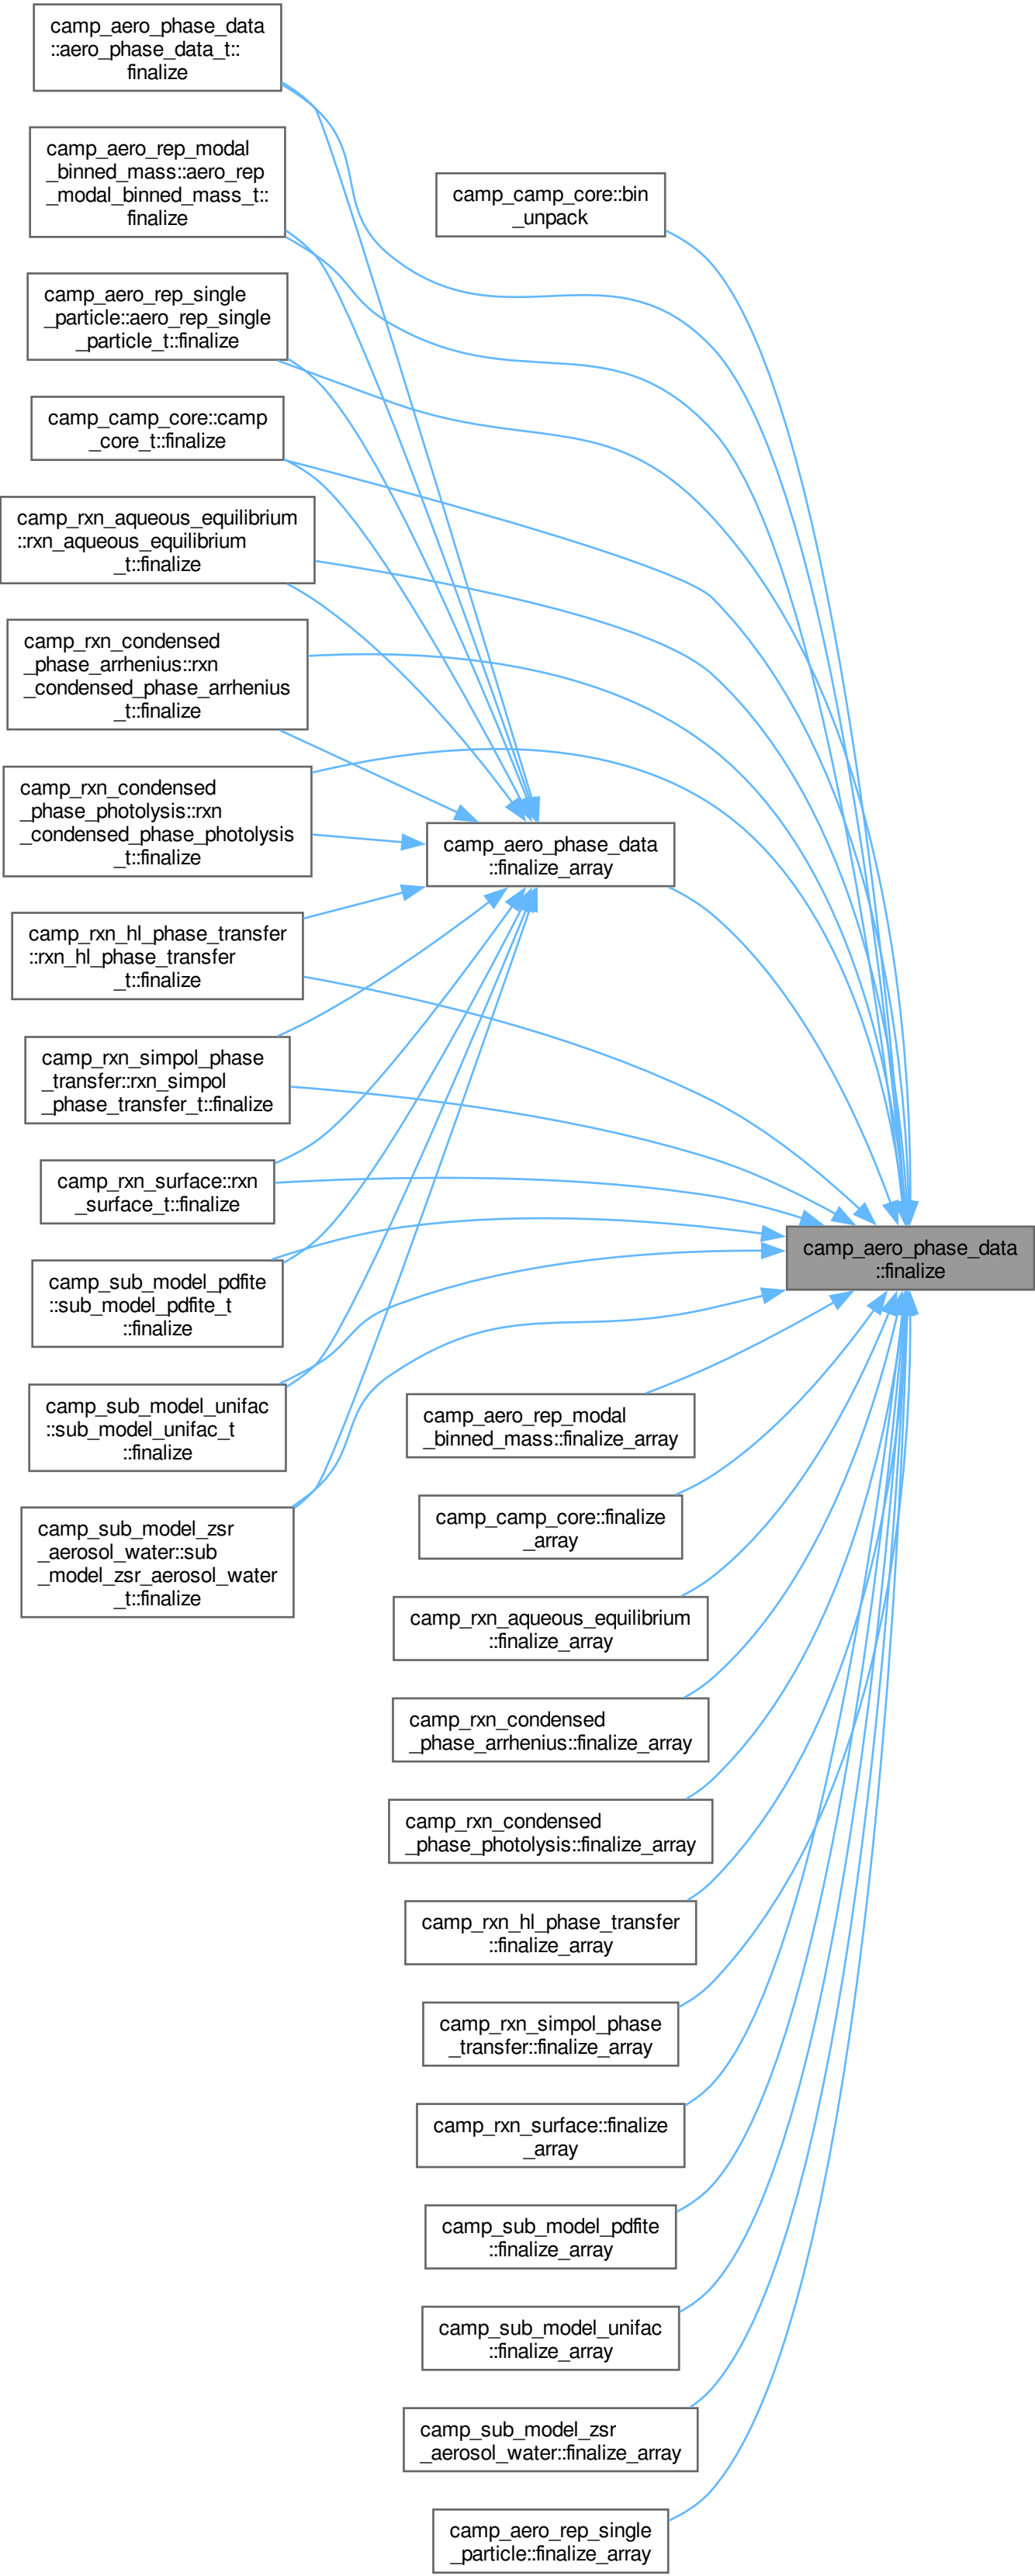 camp_aero_phase_data
::aero_phase_data_t::
finalize
camp_aero_rep_modal
_binned_mass::aero_rep
_modal_binned_mass_t::
finalize
camp_aero_rep_single
_particle::aero_rep_single
_particle_t::finalize
camp_camp_core::camp
_core_t::finalize
camp_rxn_aqueous_equilibrium
::rxn_aqueous_equilibrium
_t::finalize
camp_rxn_condensed
_phase_arrhenius::rxn
_condensed_phase_arrhenius
_t::finalize
camp_rxn_condensed
_phase_photolysis::rxn
_condensed_phase_photolysis
_t::finalize
camp_rxn_hl_phase_transfer
::rxn_hl_phase_transfer
_t::finalize
camp_rxn_simpol_phase
_transfer::rxn_simpol
_phase_transfer_t::finalize
camp_rxn_surface::rxn
_surface_t::finalize
camp_sub_model_pdfite
::sub_model_pdfite_t
::finalize
camp_sub_model_unifac
::sub_model_unifac_t
::finalize
camp_sub_model_zsr
_aerosol_water::sub
_model_zsr_aerosol_water
_t::finalize
camp_camp_core::bin
_unpack
camp_aero_phase_data
::finalize_array
camp_aero_rep_modal
_binned_mass::finalize_array
camp_camp_core::finalize
_array
camp_rxn_aqueous_equilibrium
::finalize_array
camp_rxn_condensed
_phase_arrhenius::finalize_array
camp_rxn_condensed
_phase_photolysis::finalize_array
camp_rxn_hl_phase_transfer
::finalize_array
camp_rxn_simpol_phase
_transfer::finalize_array
camp_rxn_surface::finalize
_array
camp_sub_model_pdfite
::finalize_array
camp_sub_model_unifac
::finalize_array
camp_sub_model_zsr
_aerosol_water::finalize_array
camp_aero_rep_single
_particle::finalize_array
camp_aero_phase_data
::finalize